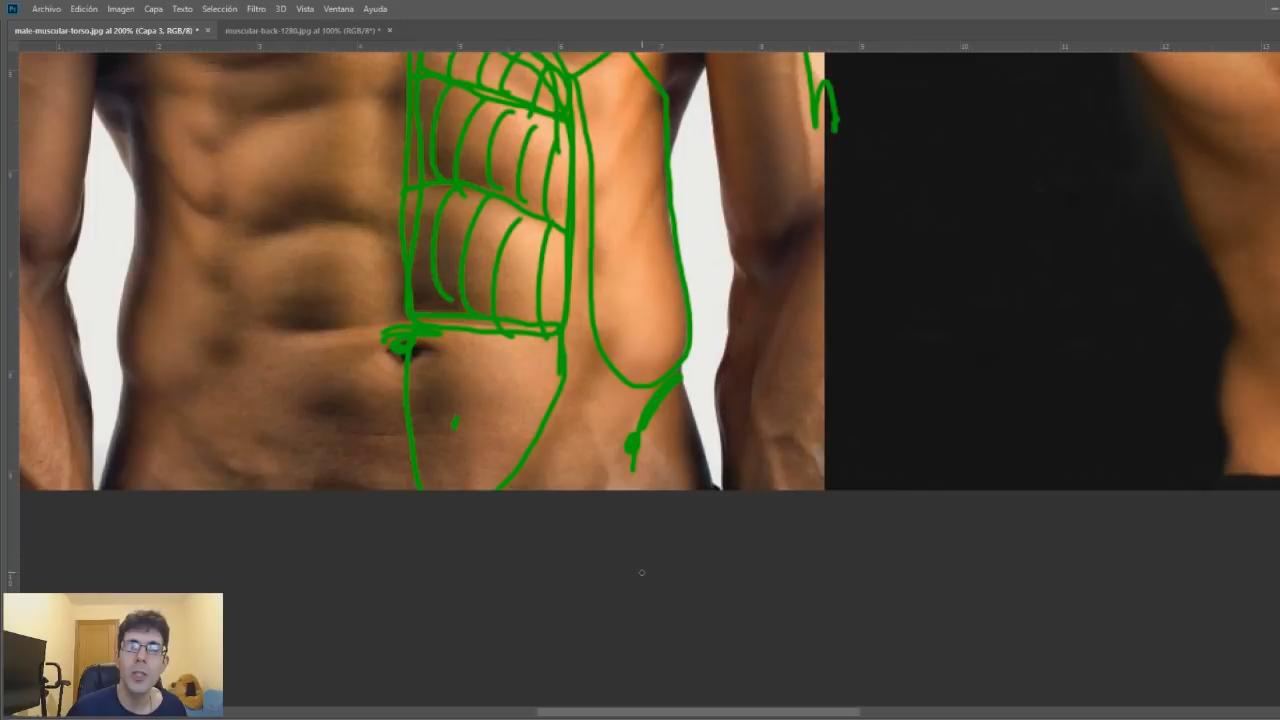 Ps Archivo Edición Imagen Capa Texto Selección Filtro 3D Vista Ventana Ayuda
male-muscular-torso.jpg al 200% (Capa 3, RGB/8) * × muscular-back-1280.jpg al 100% (RGB/8*) * ×
1 2 3 4 5 6 7 8 9 10 11 12 13